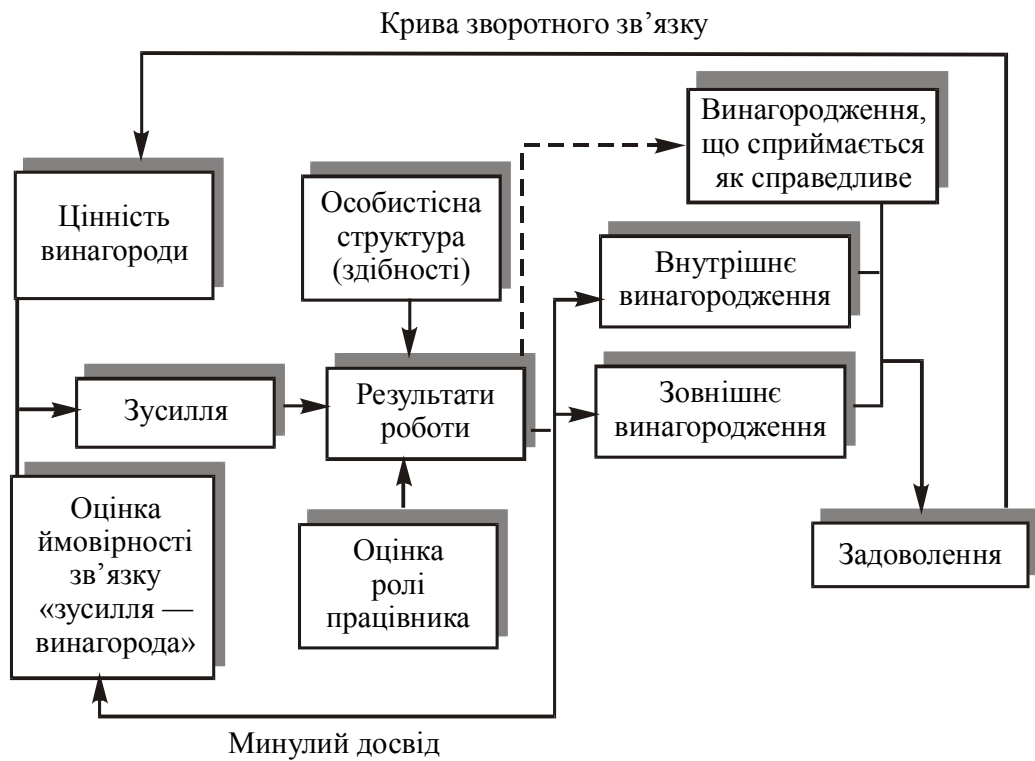 Крива зворотного зв’язку
Винагородження,
що сприймається
як справедливе
Цінність
винагороди
Особистісна
структура
(здібності)
Внутрішнє
винагородження
Зусилля
Результати
роботи
Зовнішнє
винагородження
Оцінка
ймовірності
зв’язку
«зусилля —
винагорода»
Оцінка
ролі
працівника
Задоволення
Минулий досвід